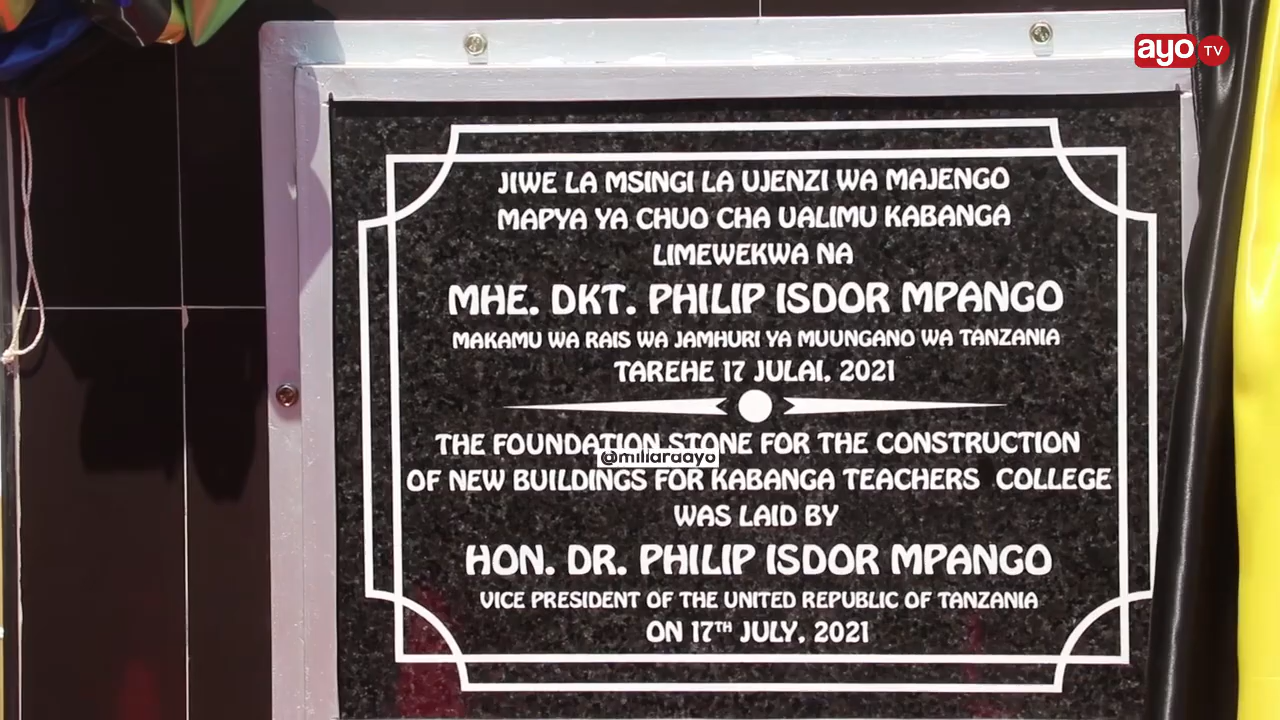 ayo TV
JIWE LA MSINGI LA UJENZI WA MAJENGO
MAPYA YA CHUO CHA UALIMU KABANGA
LIMEWEKWA NA
MHE. DKT. PHILIP ISDOR MPANGO
MAKAMU WA RAIS WA JAMHURI YA MUUNGANO WA TANZANIA
TAREHE 17 JULAI, 2021
THE FOUNDATION STONE FOR THE CONSTRUCTION
@millardayo
OF NEW BUILDINGS FOR KABANGA TEACHERS COLLEGE
WAS LAID BY
HON. DR. PHILIP ISDOR MPANGO
VICE PRESIDENT OF THE UNITED REPUBLIC OF TANZANIA
ON 17TH JULY, 2021